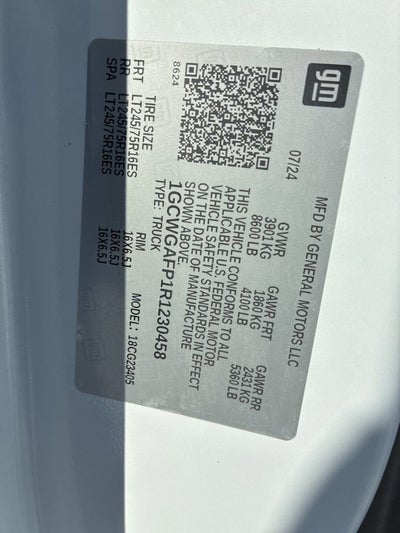 gm
MFD BY GENERAL MOTORS LLC
07/24
GVWR GAWR FRT GAWR RR
3901 KG 1860 KG 2431 KG
8600 LB 4100 LB 5360 LB
THIS VEHICLE CONFORMS TO ALL
APPLICABLE U.S. FEDERAL MOTOR
VEHICLE SAFETY STANDARDS IN EFFECT
ON THE DATE OF MANUFACTURE
SHOWN ABOVE.
1GCWGAFP1R1230458
TYPE: TRUCK MODEL: 18CG23405
8624
TIRE SIZE RIM
FRT LT245/75R16ES 16X6.5J
RR LT245/75R16ES 16X6.5J
SPA LT245/75R16ES 16X6.5J